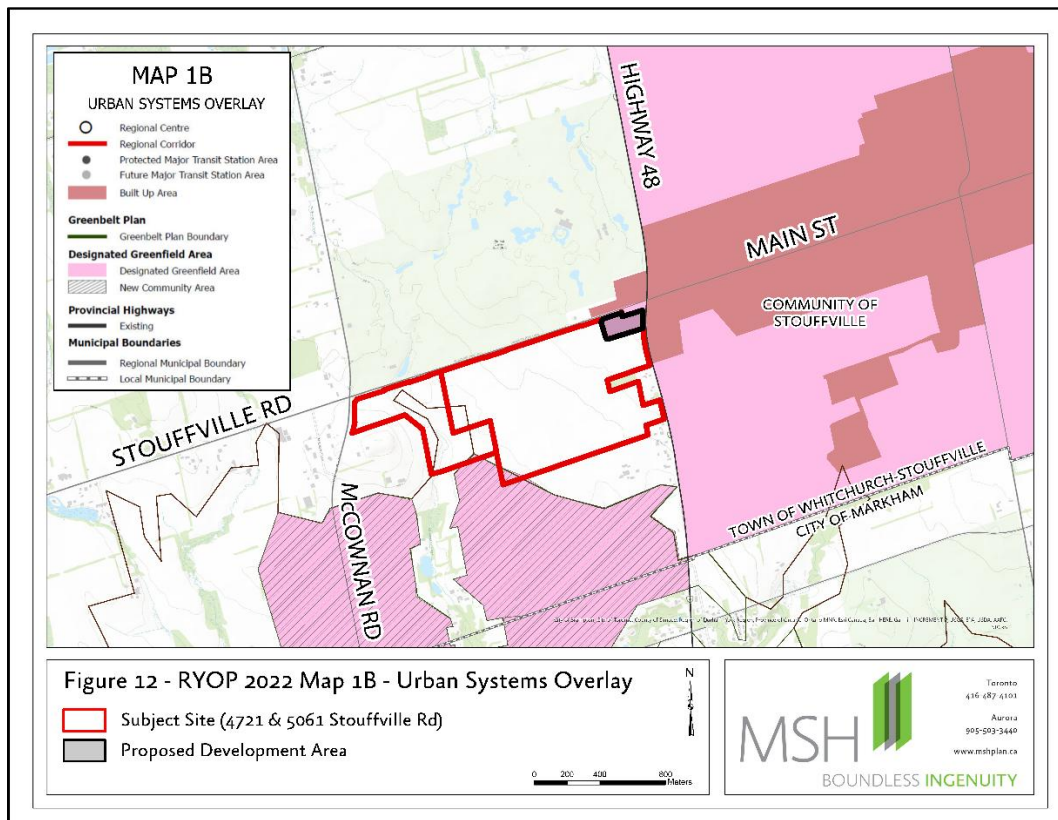 MAP 1B
URBAN SYSTEMS OVERLAY
Regional Centre
Regional Corridor
Protected Major Transit Station Area
Future Major Transit Station Area
Built Up Area
Greenbelt Plan
Greenbelt Plan Boundary
Designated Greenfield Area
Designated Greenfield Area
New Community Area
Provincial Highways
Existing
Municipal Boundaries
Regional Municipal Boundary
Local Municipal Boundary
HIGHWAY 48
MAIN ST
COMMUNITY OF
STOUFFVILLE
STOUFFVILLE RD
McCOWNAN RD
TOWN OF WHITCHURCH-STOUFFVILLE
CITY OF MARKHAM
Figure 12 - RYOP 2022 Map 1B - Urban Systems Overlay
N
Subject Site (4721 & 5061 Stouffville Rd)
Proposed Development Area
0 200 400 800
Meters
MSH
BOUNDLESS INGENUITY
Toronto
416-487-4101
Aurora
905-503-3440
www.mshplan.ca